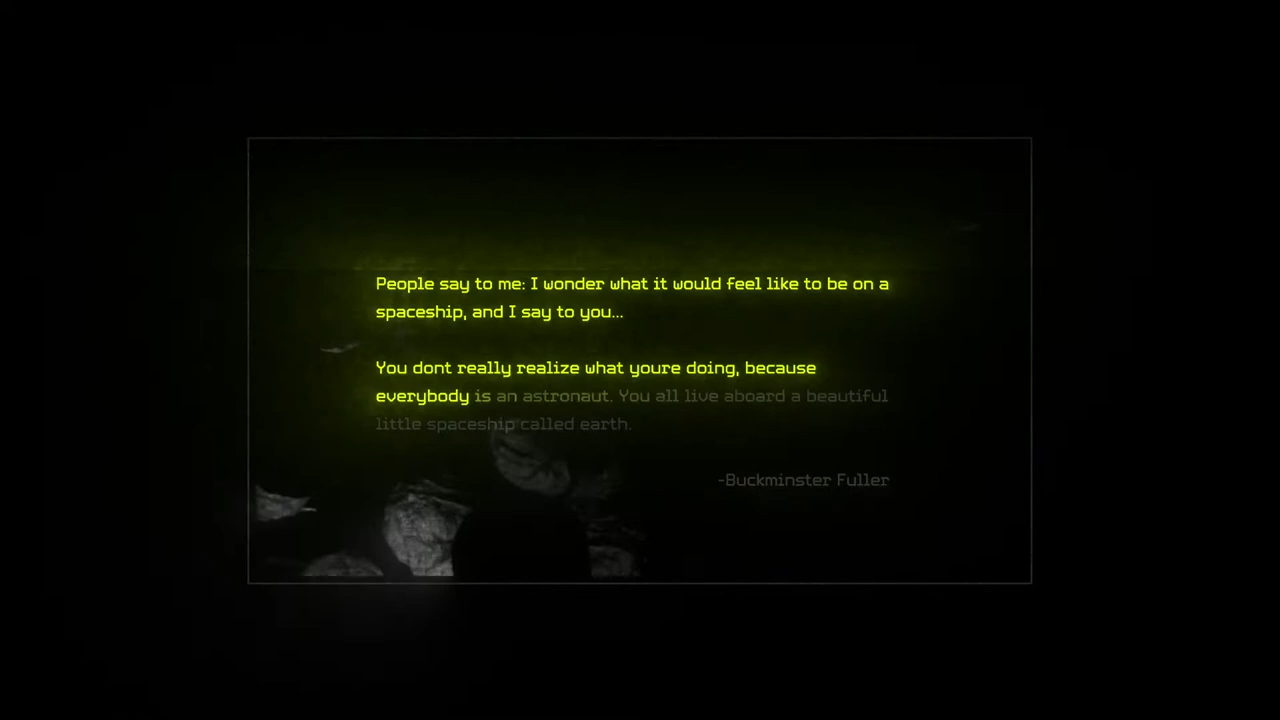 People say to me: I wonder what it would feel like to be on a
spaceship, and I say to you...
You dont really realize what youre doing, because
everybody is an astronaut. You all live aboard a beautiful
little spaceship called earth.
-Buckminster Fuller